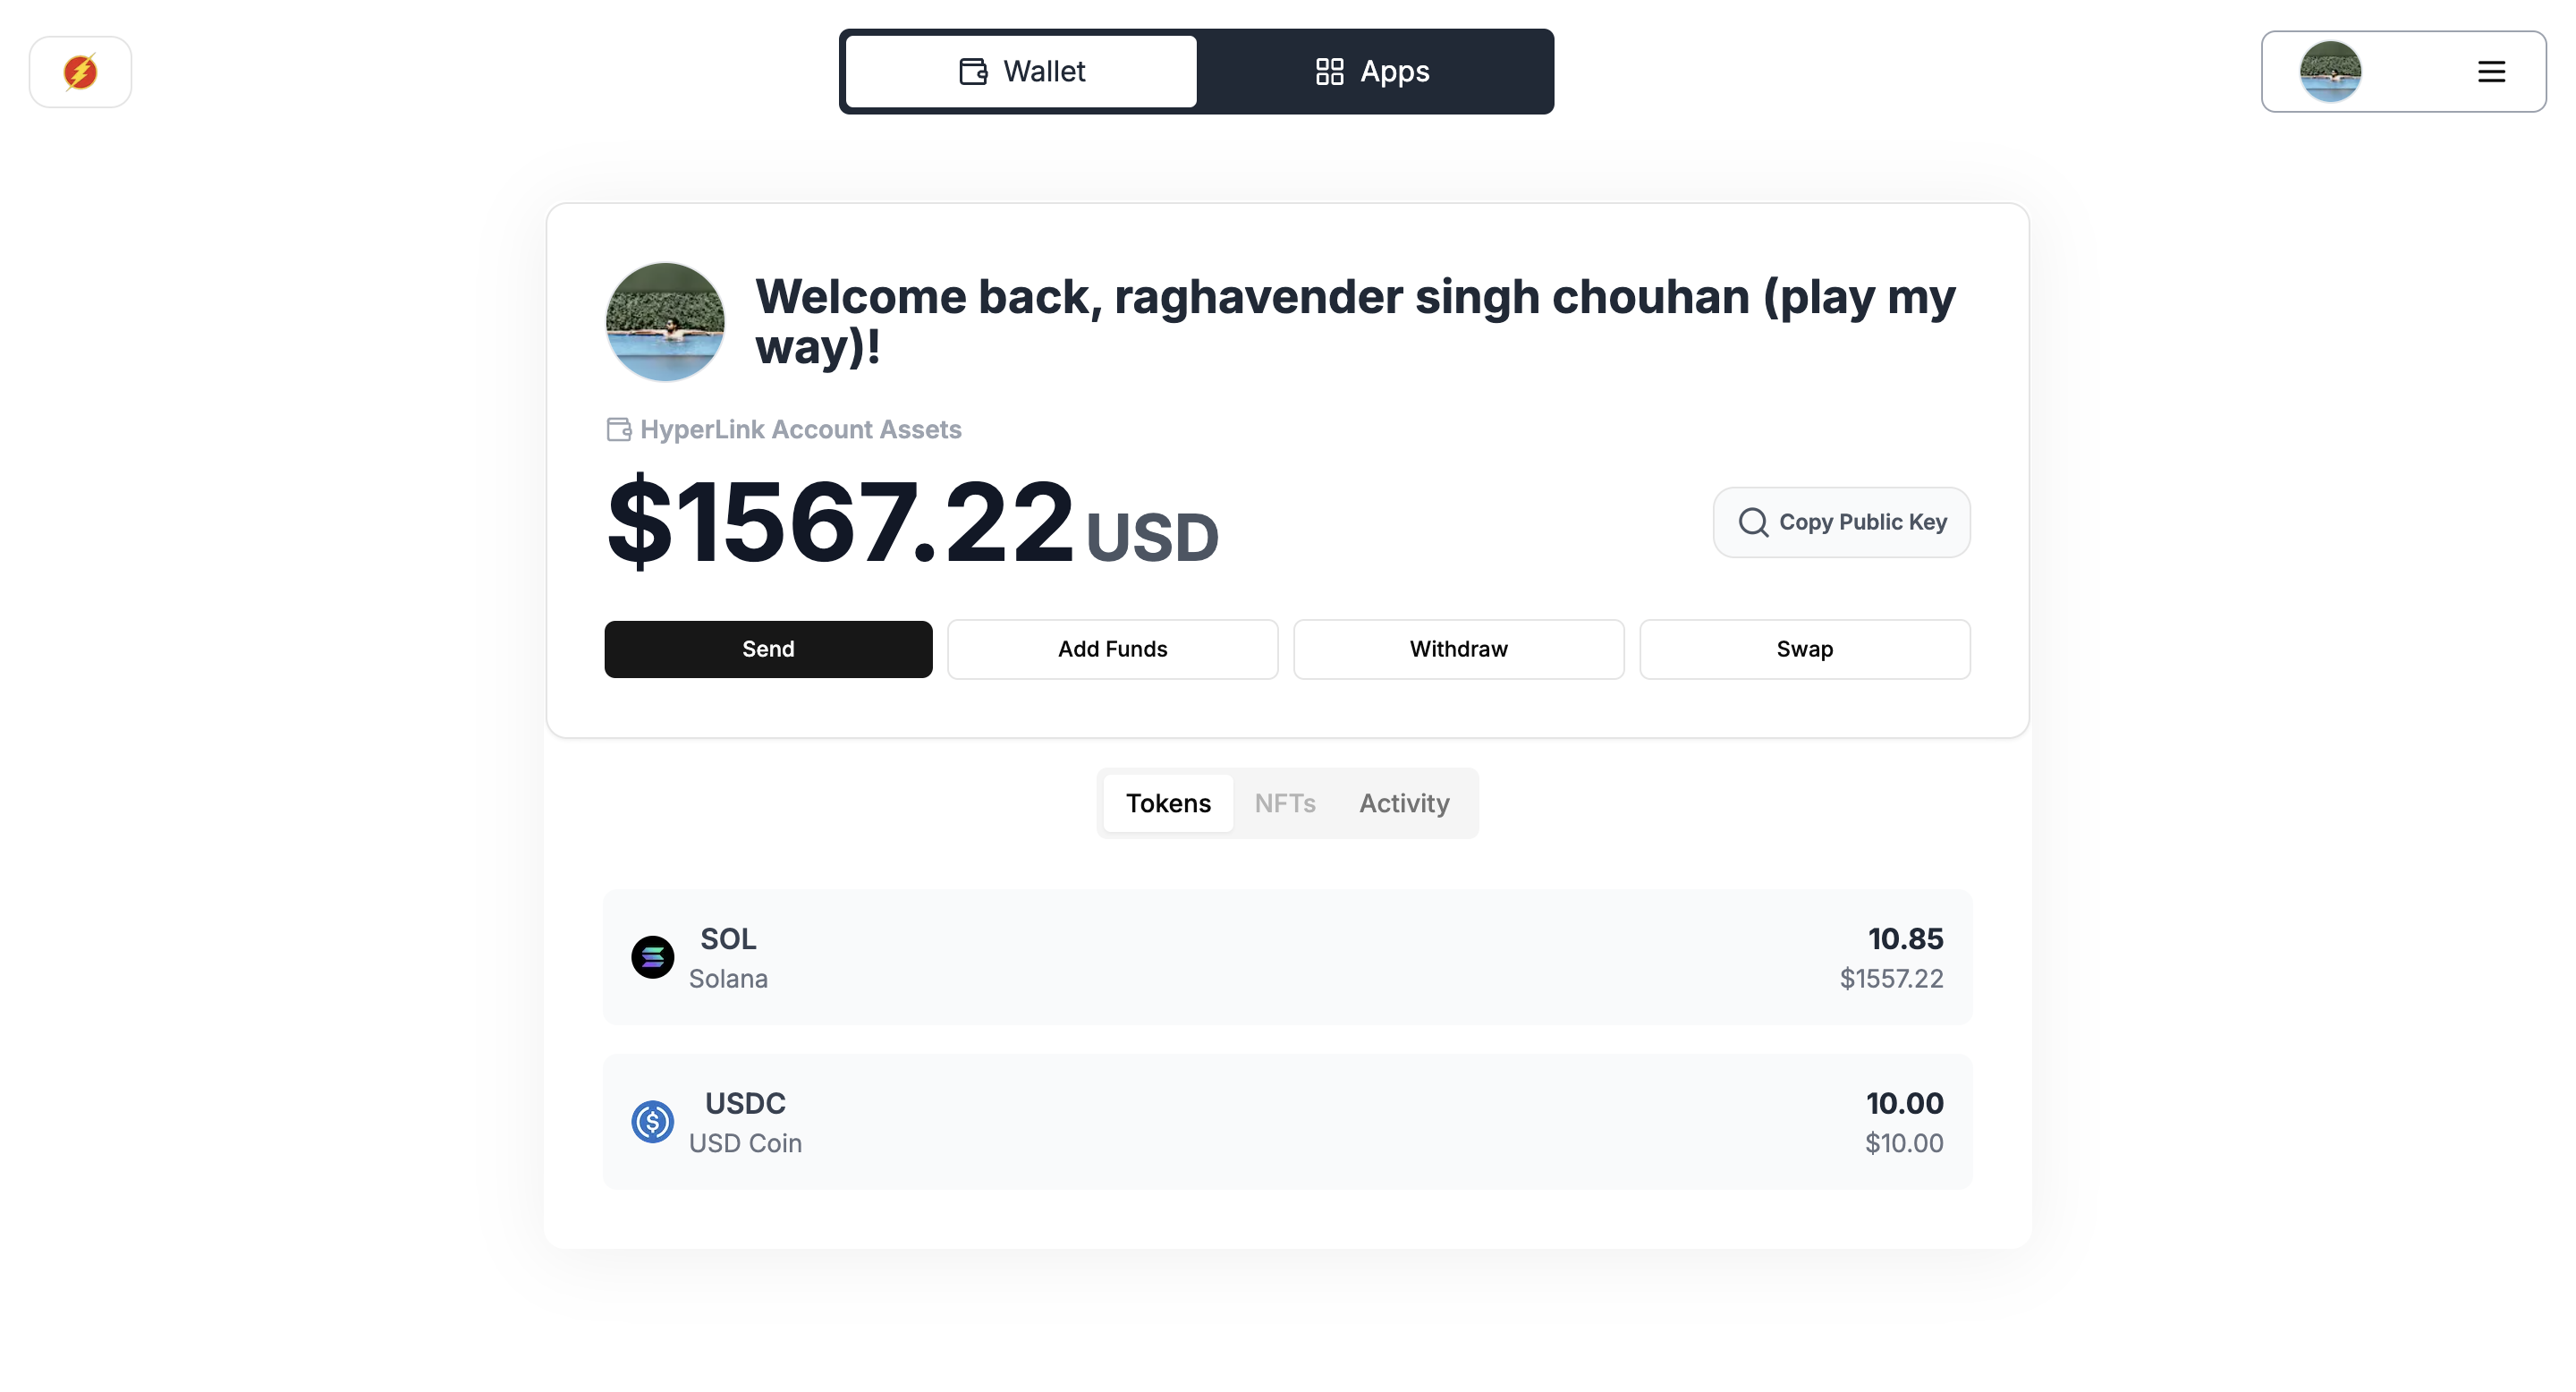 Wallet
Apps
Welcome back, raghavender singh chouhan (play my
way)!
HyperLink Account Assets
$1567.22 USD
Copy Public Key
Send
Add Funds
Withdraw
Swap
Tokens
NFTs
Activity
SOL
10.85
Solana
$1557.22
USDC
10.00
USD Coin
$10.00